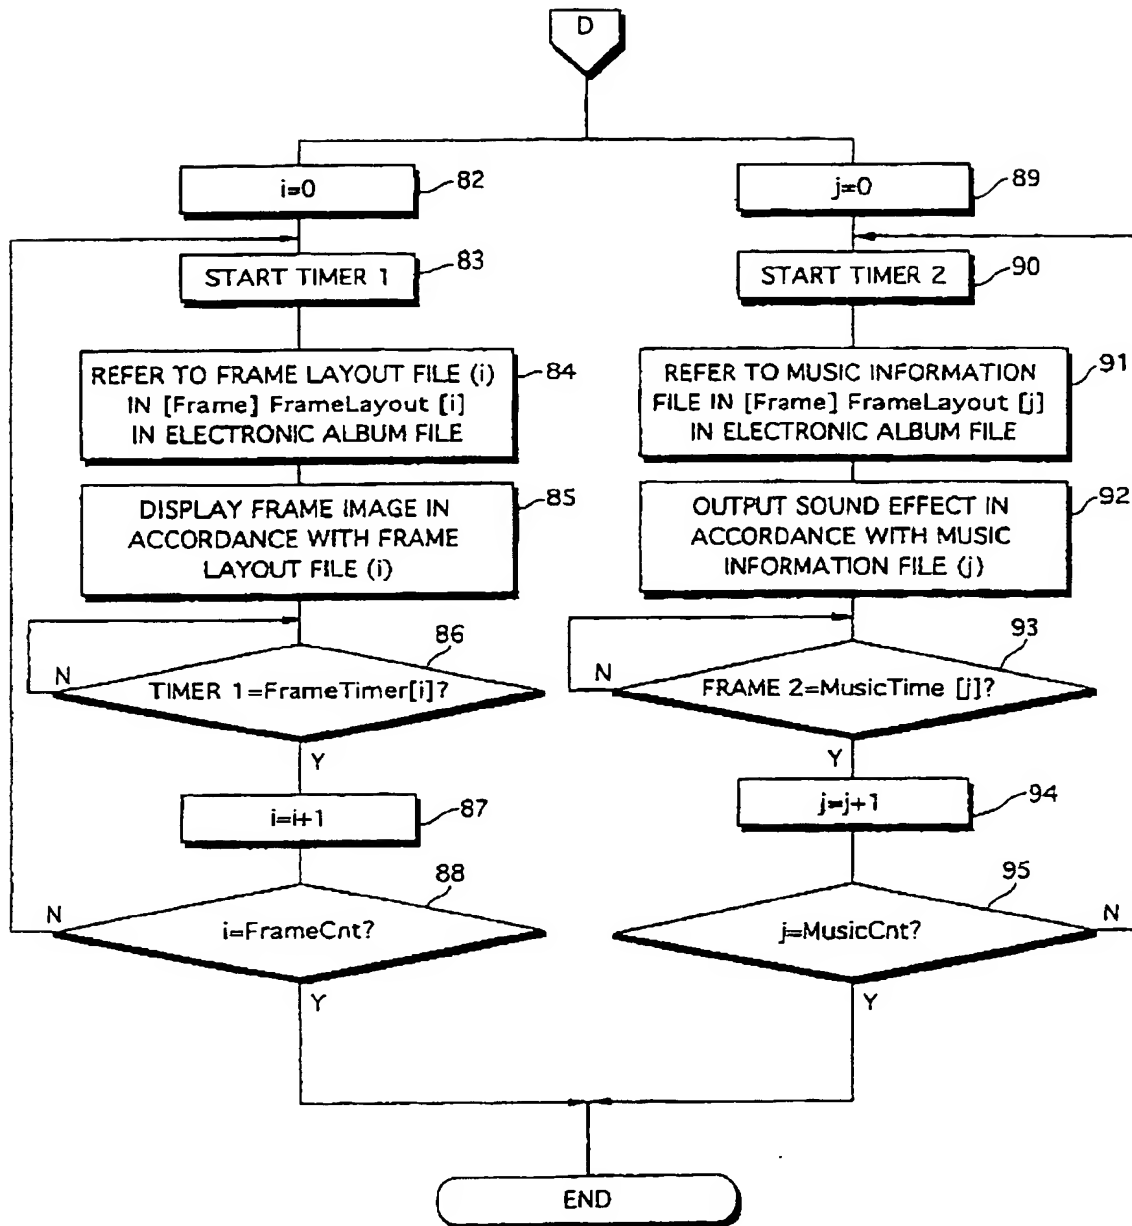 D
i=0
82
START TIMER 1
83
REFER TO FRAME LAYOUT FILE (i)
IN [Frame] FrameLayout [i]
IN ELECTRONIC ALBUM FILE
84
DISPLAY FRAME IMAGE IN
ACCORDANCE WITH FRAME
LAYOUT FILE (i)
85
86
N
TIMER 1=FrameTimer[i]?
Y
i=i+1
87
88
N
i=FrameCnt?
Y
j=0
89
START TIMER 2
90
REFER TO MUSIC INFORMATION
FILE IN [Frame] FrameLayout [j]
IN ELECTRONIC ALBUM FILE
91
OUTPUT SOUND EFFECT IN
ACCORDANCE WITH MUSIC
INFORMATION FILE (j)
92
93
N
FRAME 2=MusicTime [j]?
Y
j=j+1
94
95
N
j=MusicCnt?
Y
END